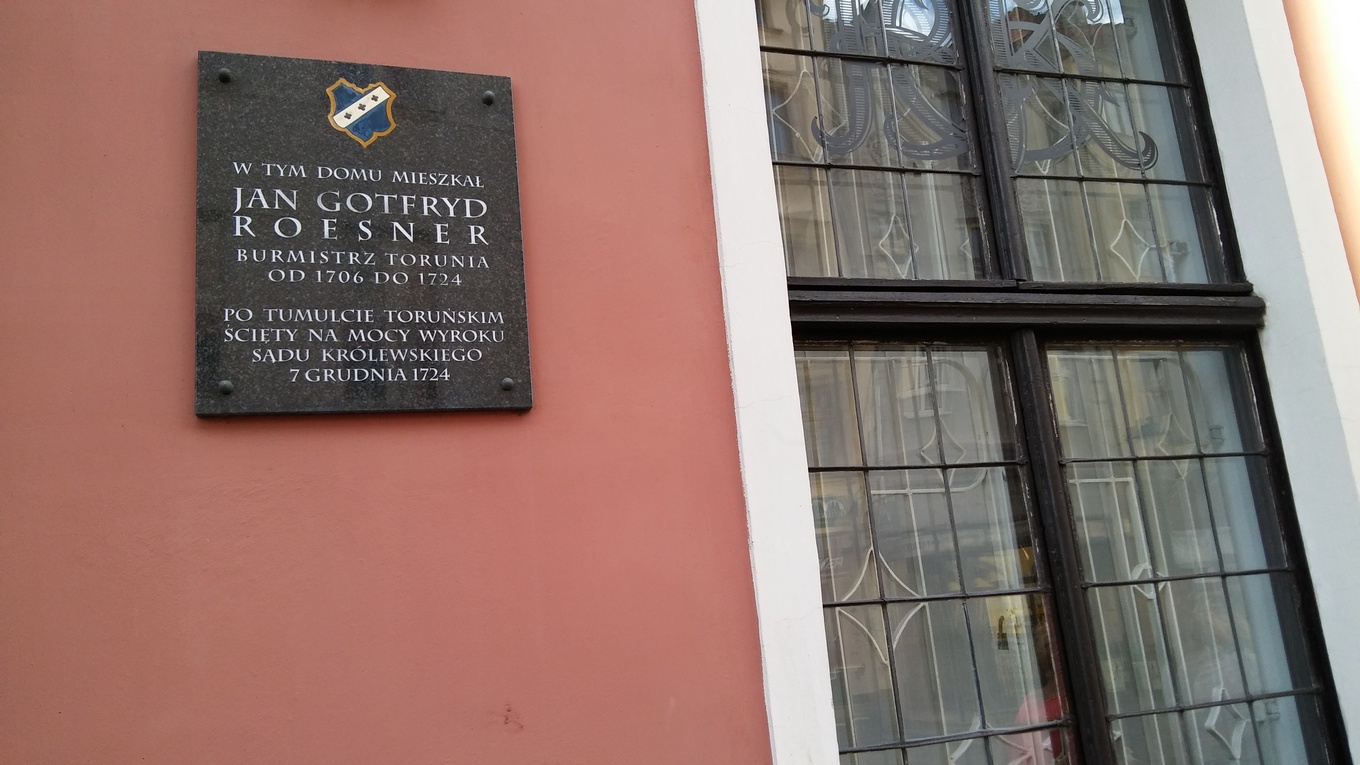 W TYM DOMU MIESZKAŁ
JAN GOTFRYD
ROESNER
BURMISTRZ TORUNIA
OD 1706 DO 1724
PO TUMULCIE TORUŃSKIM
ŚCIĘTY NA MOCY WYROKU
SĄDU KRÓLEWSKIEGO
7 GRUDNIA 1724